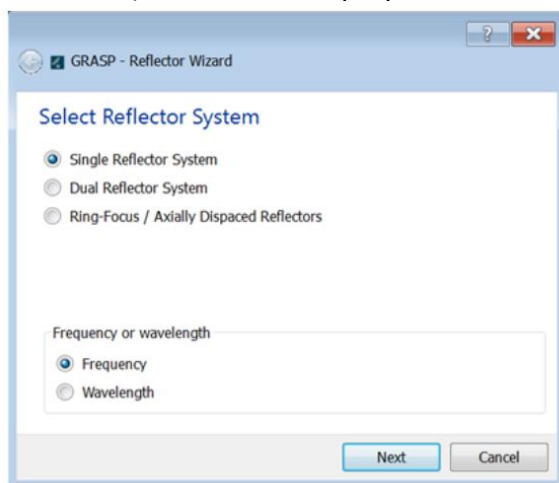 ?
GRASP - Reflector Wizard
Select Reflector System
Single Reflector System
Dual Reflector System
Ring-Focus / Axially Dispaced Reflectors
Frequency or wavelength
Frequency
Wavelength
Next
Cancel